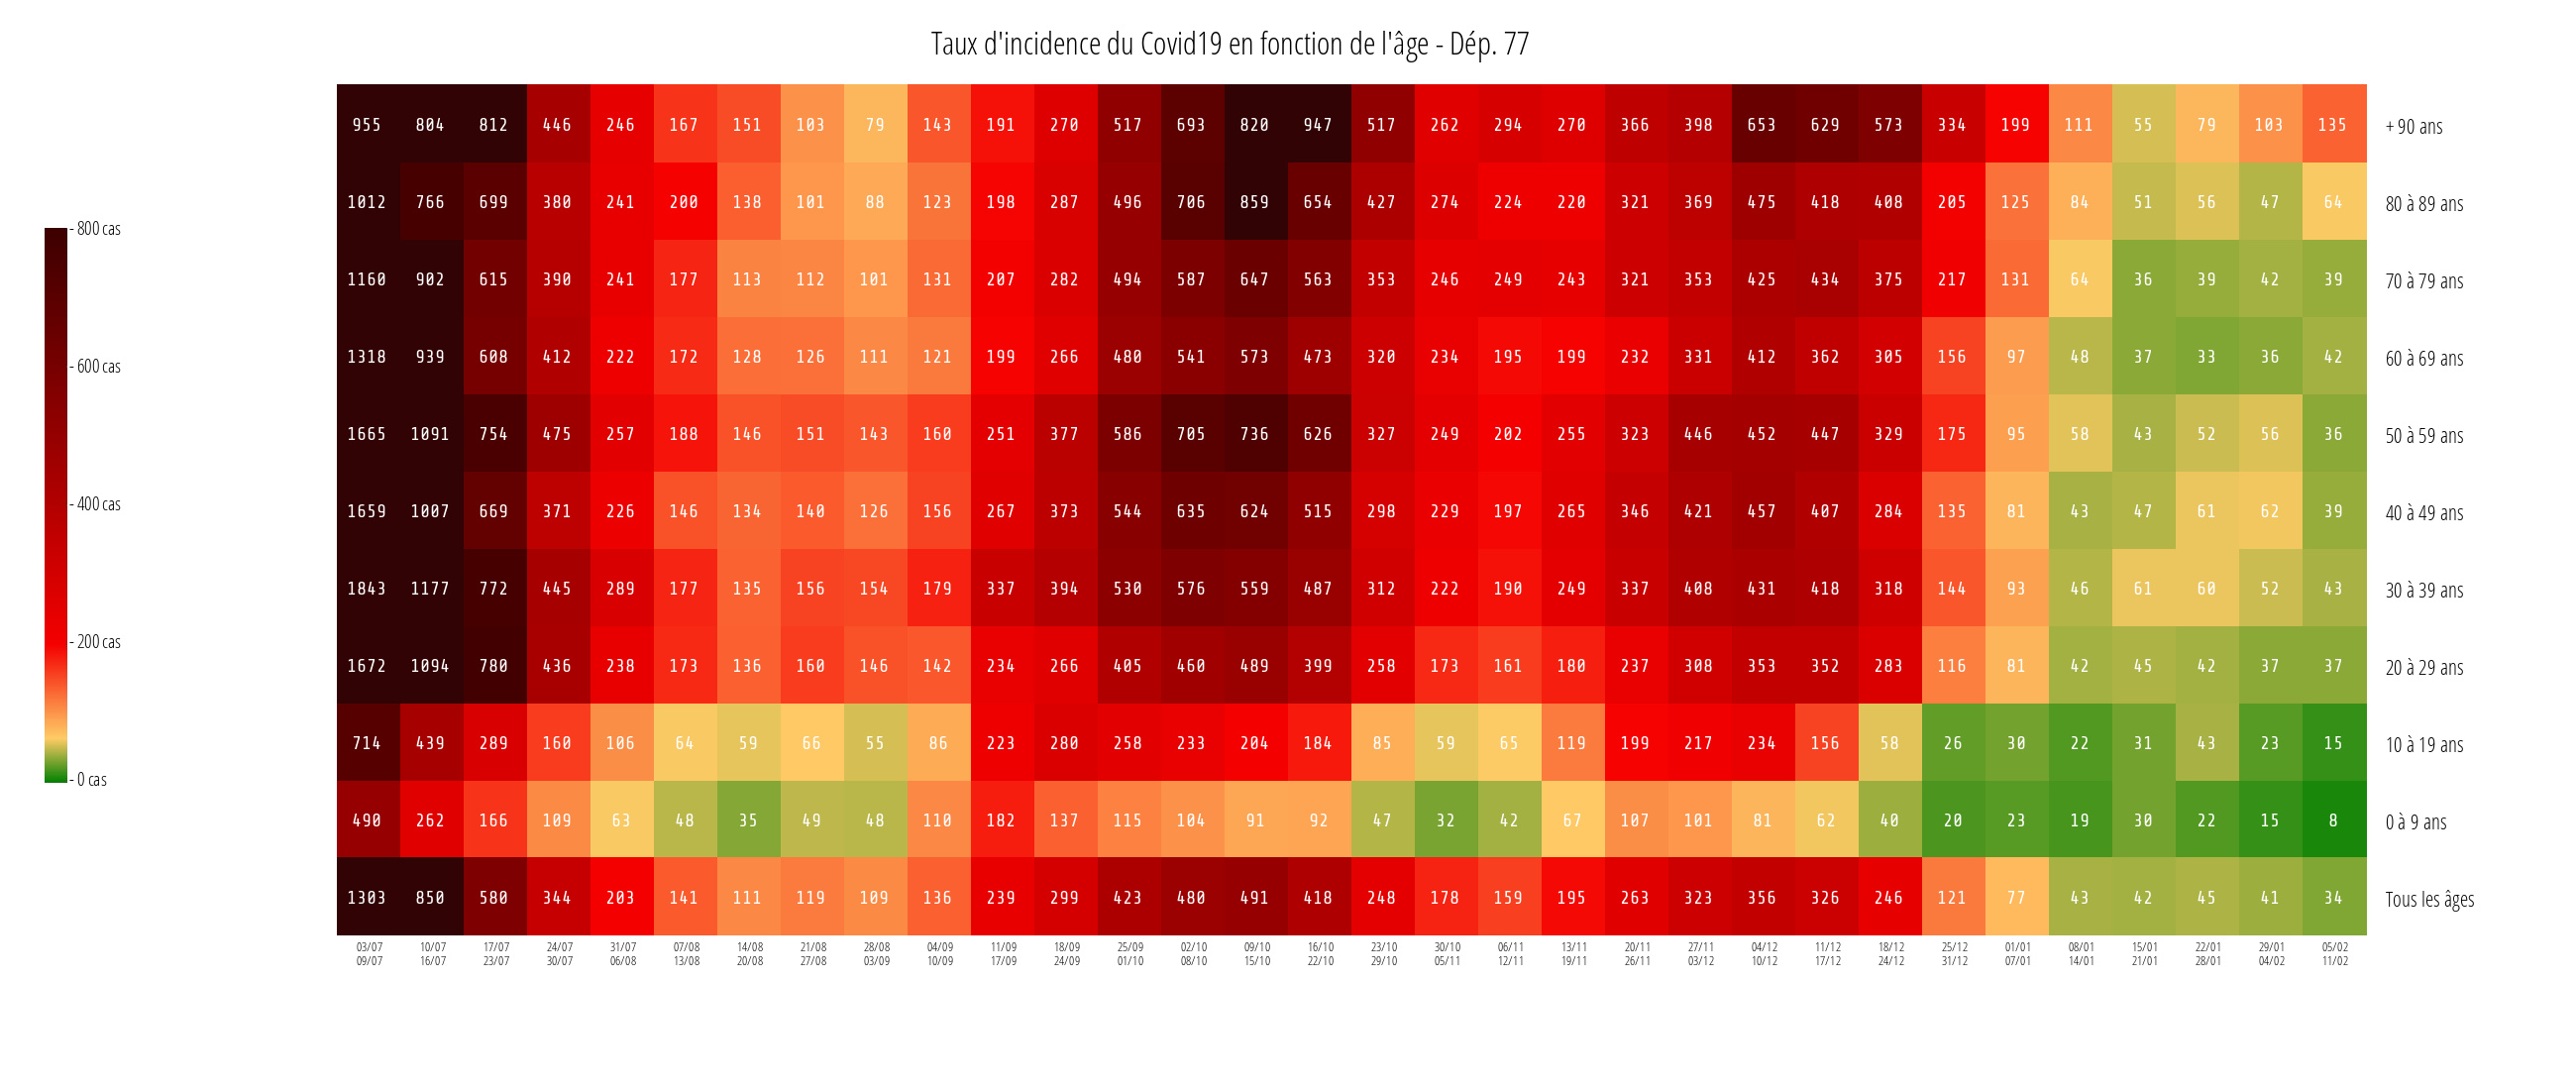 Taux d'incidence du Covid19 en fonction de l'âge - Dép. 77
955 804 812 446 246 167 151 103 79 143 191 270 517 693 820 947 517 262 294 270 366 398 653 629 573 334 199 111 55 79 103 135 + 90 ans
1012 766 699 380 241 200 138 101 88 123 198 287 496 706 859 654 427 274 224 220 321 369 475 418 408 205 125 84 51 56 47 64 80 à 89 ans
1160 902 615 390 241 177 113 112 101 131 207 282 494 587 647 563 353 246 249 243 321 353 425 434 375 217 131 64 36 39 42 39 70 à 79 ans
1318 939 608 412 222 172 128 126 111 121 199 266 480 541 573 473 320 234 195 199 232 331 412 362 305 156 97 48 37 33 36 42 60 à 69 ans
1665 1091 754 475 257 188 146 151 143 160 251 377 586 705 736 626 327 249 202 255 323 446 452 447 329 175 95 58 43 52 56 36 50 à 59 ans
1659 1007 669 371 226 146 134 140 126 156 267 373 544 635 624 515 298 229 197 265 346 421 457 407 284 135 81 43 47 61 62 39 40 à 49 ans
1843 1177 772 445 289 177 135 156 154 179 337 394 530 576 559 487 312 222 190 249 337 408 431 418 318 144 93 46 61 60 52 43 30 à 39 ans
1672 1094 780 436 238 173 136 160 146 142 234 266 405 460 489 399 258 173 161 180 237 308 353 352 283 116 81 42 45 42 37 37 20 à 29 ans
714 439 289 160 106 64 59 66 55 86 223 280 258 233 204 184 85 59 65 119 199 217 234 156 58 26 30 22 31 43 23 15 10 à 19 ans
490 262 166 109 63 48 35 49 48 110 182 137 115 104 91 92 47 32 42 67 107 101 81 62 40 20 23 19 30 22 15 8 0 à 9 ans
1303 850 580 344 203 141 111 119 109 136 239 299 423 480 491 418 248 178 159 195 263 323 356 326 246 121 77 43 42 45 41 34 Tous les âges
03/07 10/07 17/07 24/07 31/07 07/08 14/08 21/08 28/08 04/09 11/09 18/09 25/09 02/10 09/10 16/10 23/10 30/10 06/11 13/11 20/11 27/11 04/12 11/12 18/12 25/12 01/01 08/01 15/01 22/01 29/01 05/02
09/07 16/07 23/07 30/07 06/08 13/08 20/08 27/08 03/09 10/09 17/09 24/09 01/10 08/10 15/10 22/10 29/10 05/11 12/11 19/11 26/11 03/12 10/12 17/12 24/12 31/12 07/01 14/01 21/01 28/01 04/02 11/02
- 800 cas
- 600 cas
- 400 cas
- 200 cas
- 0 cas